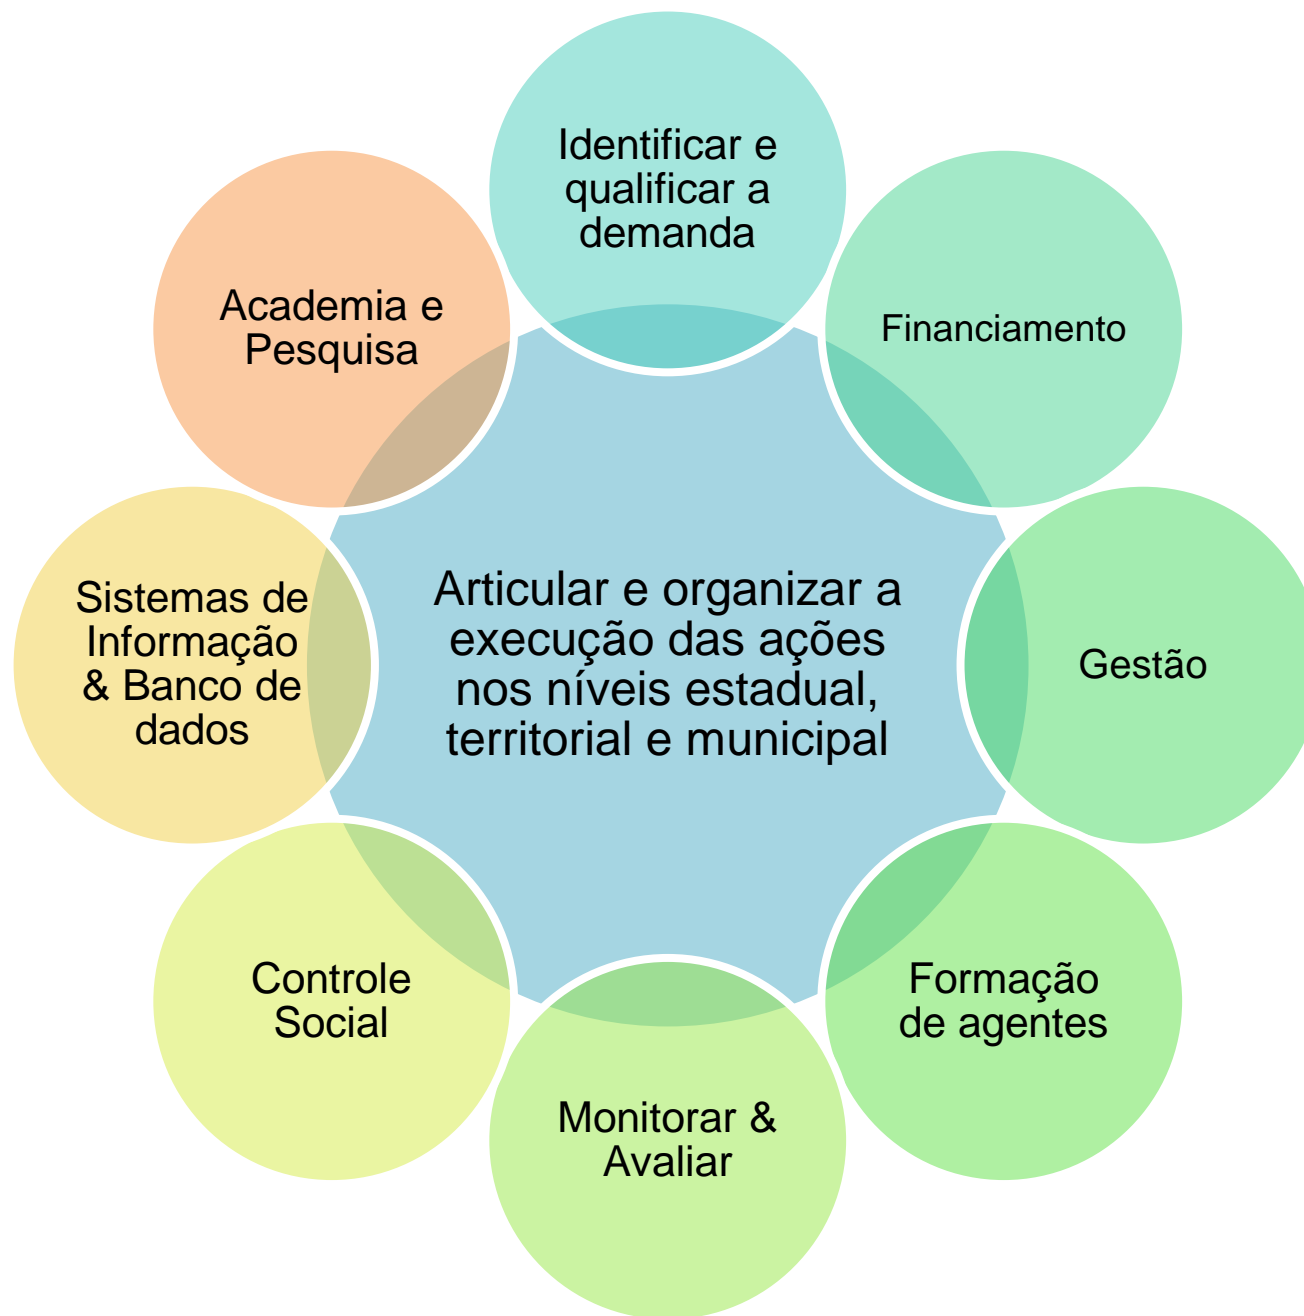 Identificar e
qualificar a
demanda
Financiamento
Gestão
Formação
de agentes
Monitorar &
Avaliar
Controle
Social
Sistemas de
Informação
& Banco de
dados
Academia e
Pesquisa
Articular e organizar a
execução das ações
nos níveis estadual,
territorial e municipal